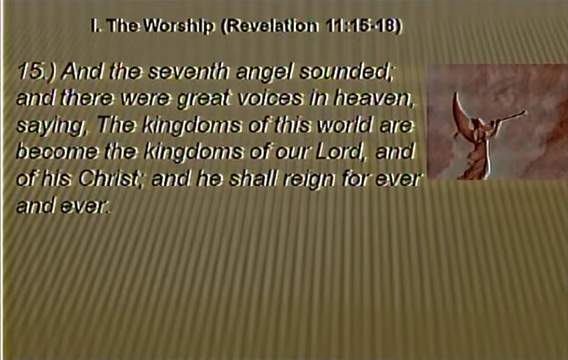 I. The Worship (Revelation 11:15-18)
15.) And the seventh angel sounded;
and there were great voices in heaven,
saying, The kingdoms of this world are
become the kingdoms of our Lord, and
of his Christ; and he shall reign for ever
and ever.